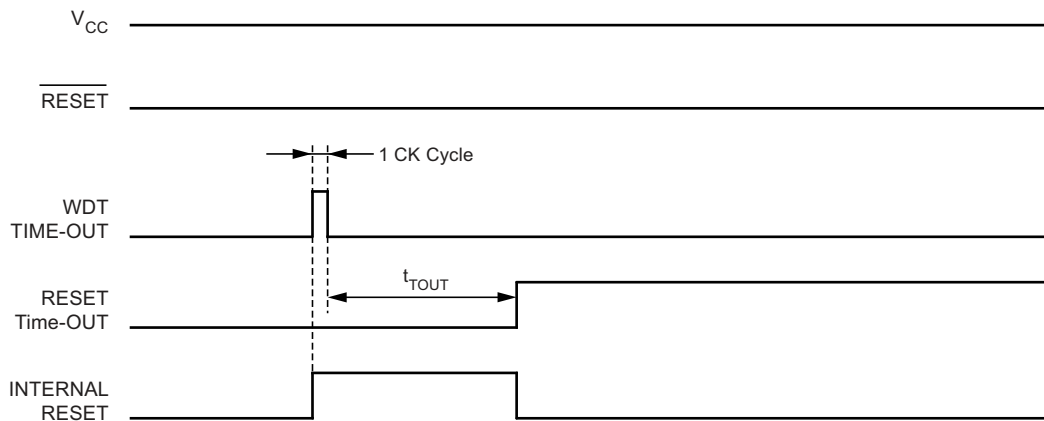 VCC
RESET
1 CK Cycle
WDT
TIME-OUT
tTOUT
RESET
Time-OUT
INTERNAL
RESET